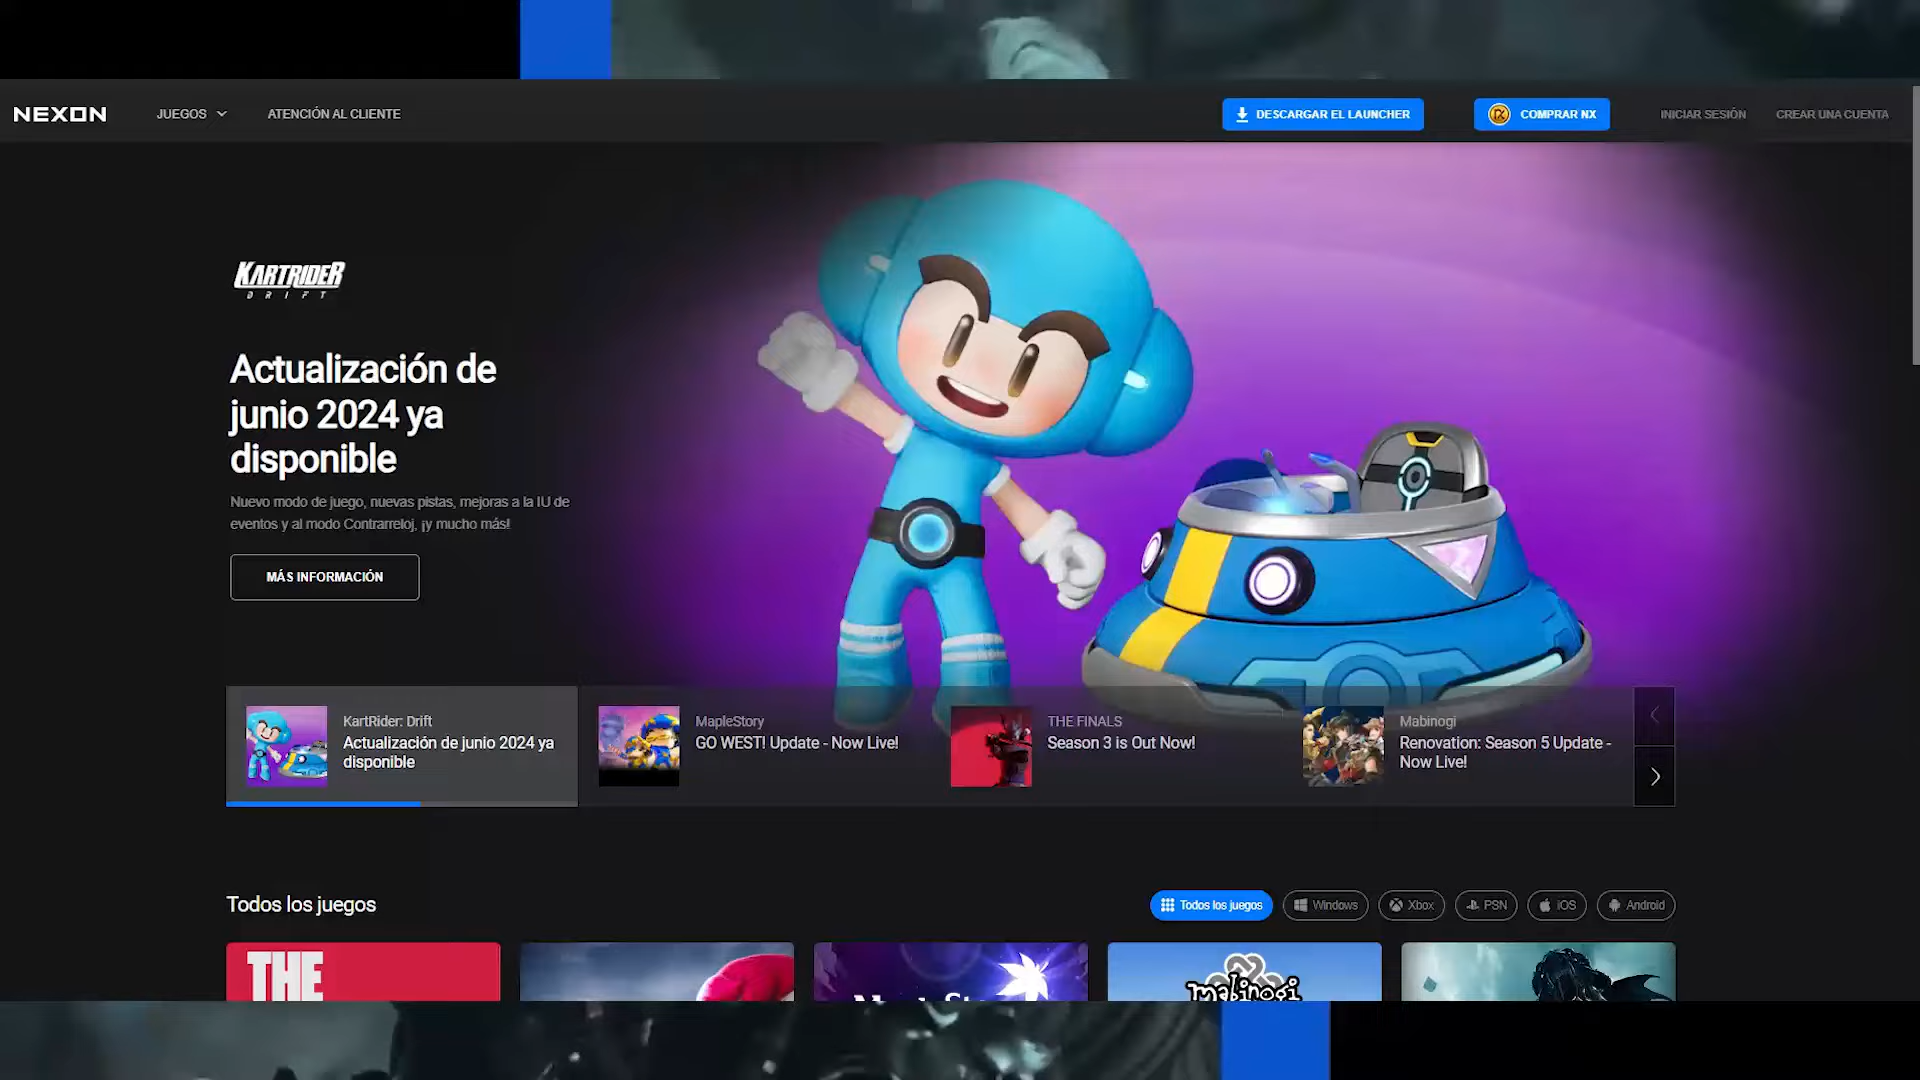 NEXON
JUEGOS
ATENCIÓN AL CLIENTE
DESCARGAR EL LAUNCHER
COMPRAR NX
INICIAR SESIÓN
CREAR UNA CUENTA
KARTRIDER
DRIFT
Actualización de
junio 2024 ya
disponible
Nuevo modo de juego, nuevas pistas, mejoras a la IU de
eventos y al modo Contrarreloj, ¡y mucho más!
MÁS INFORMACIÓN
KartRider: Drift
Actualización de junio 2024 ya
disponible
MapleStory
GO WEST! Update - Now Live!
THE FINALS
Season 3 is Out Now!
Mabinogi
Renovation: Season 5 Update -
Now Live!
Todos los juegos
Todos los juegos
Windows
Xbox
PSN
iOS
Android
THE
mabinogi